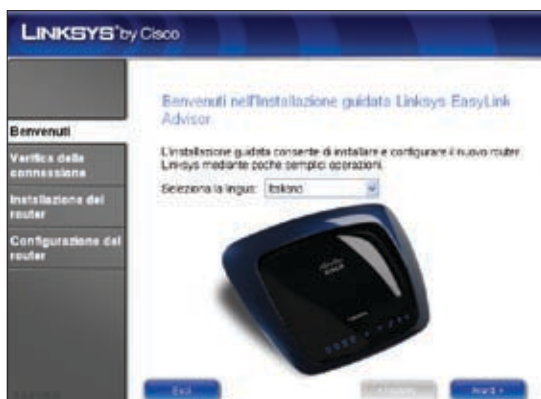 LINKSYS® by Cisco
Benvenuti
Verifica della
connessione
Installazione del
router
Configurazione del
router
Benvenuti nell'Installazione guidata Linksys EasyLink
Advisor
L'installazione guidata consente di installare e configurare il nuovo router
Linksys mediante poche semplici operazioni.
Seleziona la lingua: Italiano
CISCO
Esci
Avanti